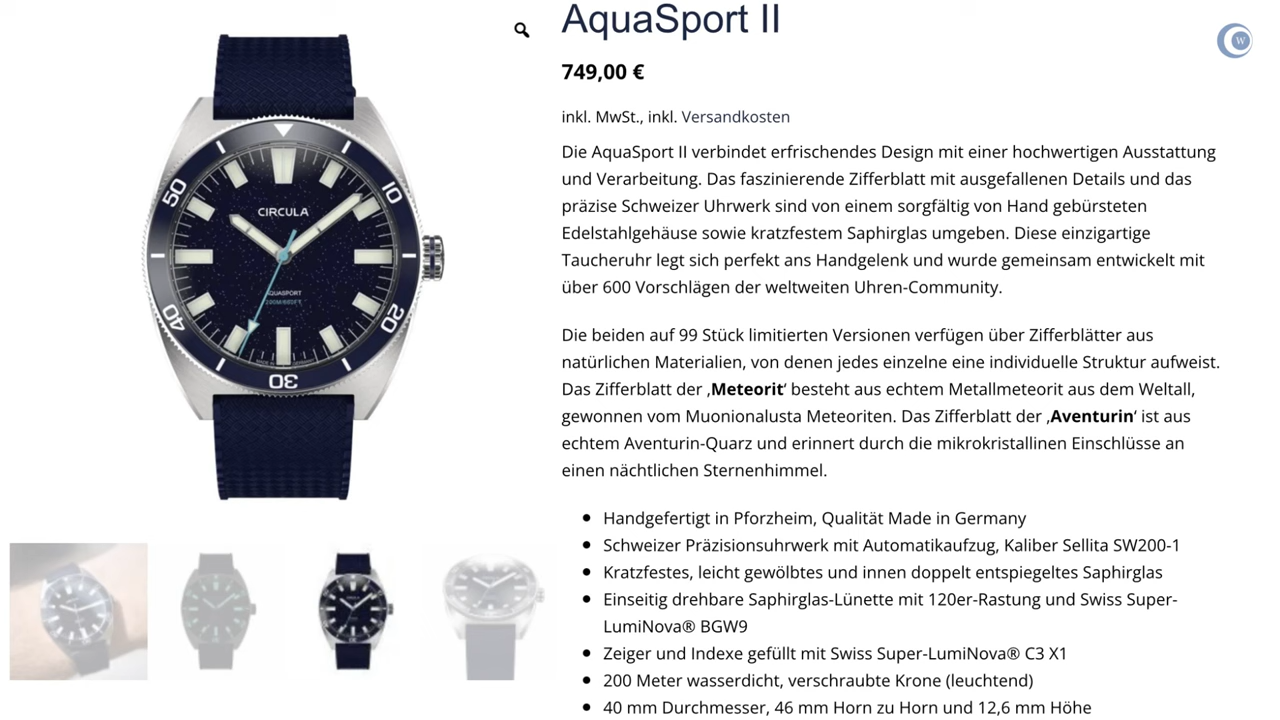 AquaSport II
749,00 €
inkl. MwSt., inkl. Versandkosten
Die AquaSport II verbindet erfrischendes Design mit einer hochwertigen Ausstattung
und Verarbeitung. Das faszinierende Zifferblatt mit ausgefallenen Details und das
präzise Schweizer Uhrwerk sind von einem sorgfältig von Hand gebürsteten
Edelstahlgehäuse sowie kratzfestem Saphirglas umgeben. Diese einzigartige
Taucheruhr legt sich perfekt ans Handgelenk und wurde gemeinsam entwickelt mit
über 600 Vorschlägen der weltweiten Uhren-Community.
Die beiden auf 99 Stück limitierten Versionen verfügen über Zifferblätter aus
natürlichen Materialien, von denen jedes einzelne eine individuelle Struktur aufweist.
Das Zifferblatt der ‚Meteorit‘ besteht aus echtem Metallmeteorit aus dem Weltall,
gewonnen vom Muonionalusta Meteoriten. Das Zifferblatt der ‚Aventurin‘ ist aus
echtem Aventurin-Quarz und erinnert durch die mikrokristallinen Einschlüsse an
einen nächtlichen Sternenhimmel.
• Handgefertigt in Pforzheim, Qualität Made in Germany
• Schweizer Präzisionsuhrwerk mit Automatikaufzug, Kaliber Sellita SW200-1
• Kratzfestes, leicht gewölbtes und innen doppelt entspiegeltes Saphirglas
• Einseitig drehbare Saphirglas-Lünette mit 120er-Rastung und Swiss Super-
LumiNova® BGW9
• Zeiger und Indexe gefüllt mit Swiss Super-LumiNova® C3 X1
• 200 Meter wasserdicht, verschraubte Krone (leuchtend)
• 40 mm Durchmesser, 46 mm Horn zu Horn und 12,6 mm Höhe
W
50
10
CIRCULA
AQUASPORT
200M/660FT
40
20
30